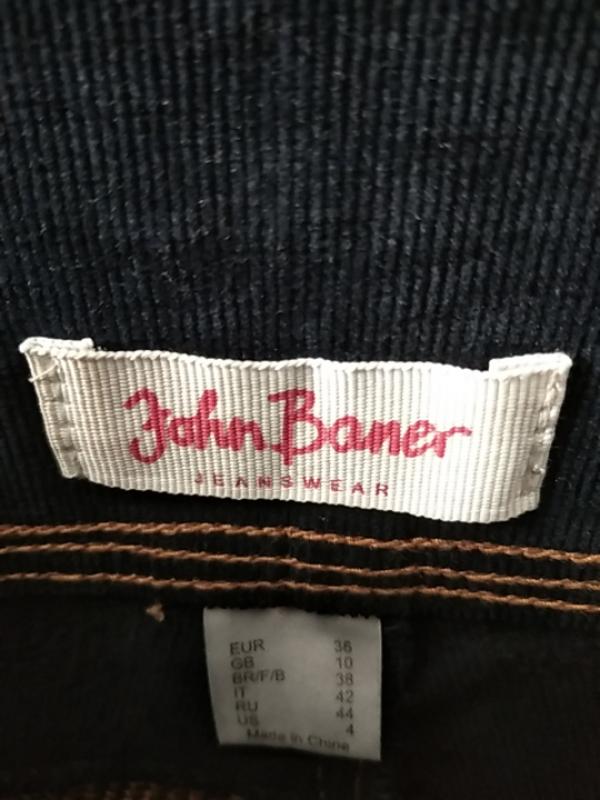 John Baner
JEANSWEAR
EUR 36
GB 10
BR/F/B 38
IT 42
RU 44
US 4
Made in China